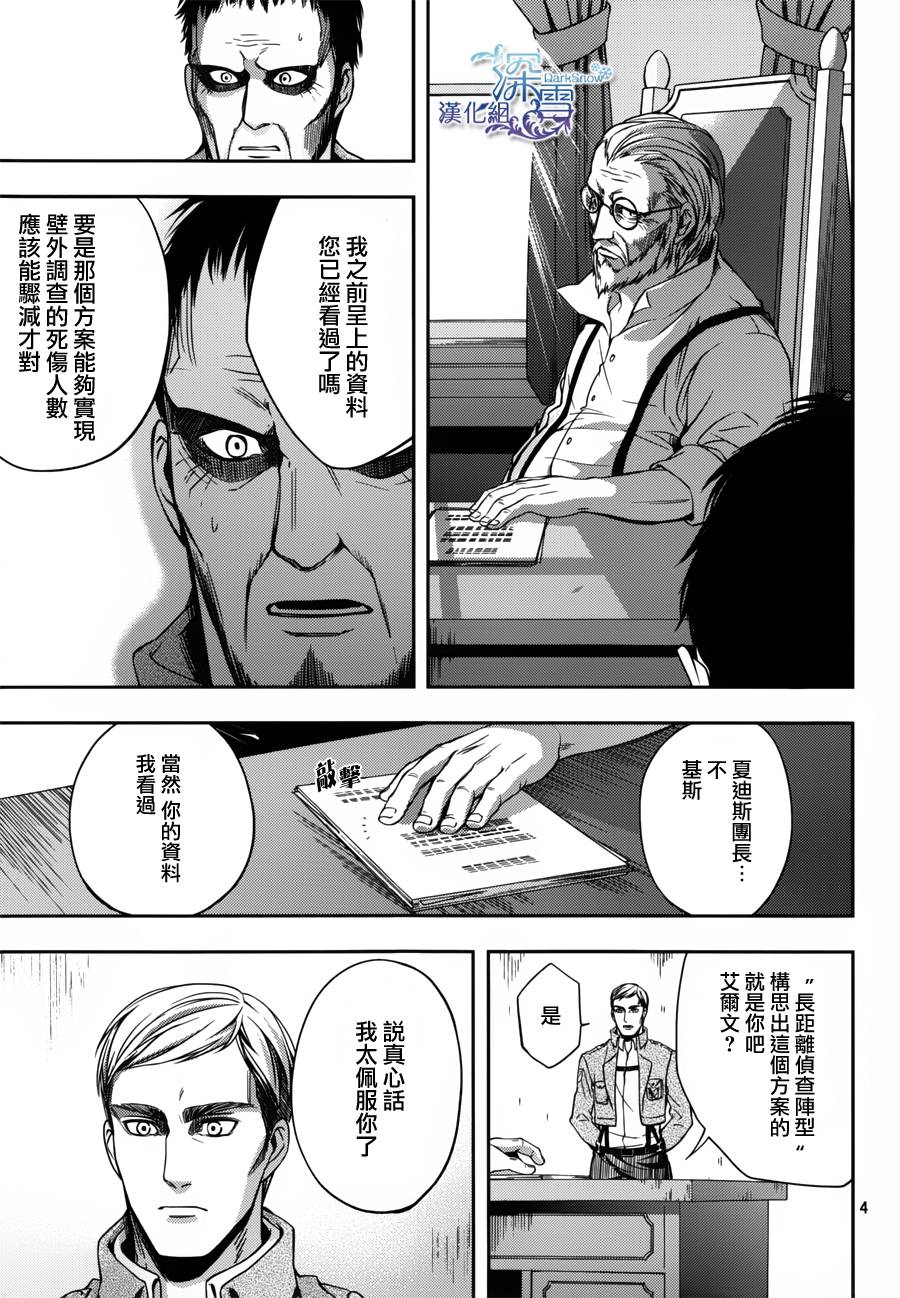 深雪
DarkSnow
漢化組
我之前呈上的資料
您已經看過了嗎
要是那個方案能夠實現
壁外調查的死傷人數
應該能驟減才對
夏迪斯團長…
不
基斯
敲擊
當然 你的資料
我看過
〞長距離偵查陣型〞
構思出這個方案的
就是你吧
艾爾文？
是
説真心話
我太佩服你了
4